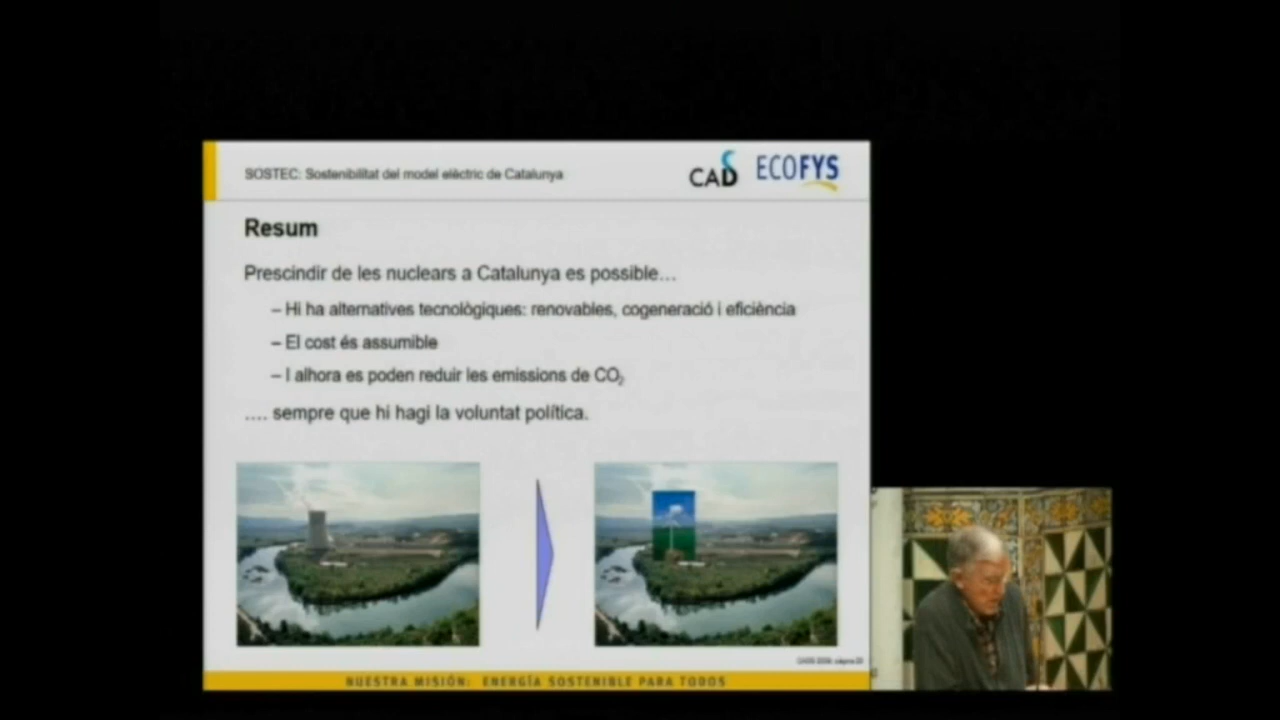 SOSTEC: Sostenibilitat del model elèctric de Catalunya
CADS
ECOFYS
Resum
Prescindir de les nuclears a Catalunya es possible...
– Hi ha alternatives tecnològiques: renovables, cogeneració i eficiència
– El cost és assumible
– I alhora es poden reduir les emissions de CO₂
.... sempre que hi hagi la voluntat política.
NUESTRA MISIÓN: ENERGÍA SOSTENIBLE PARA TODOS